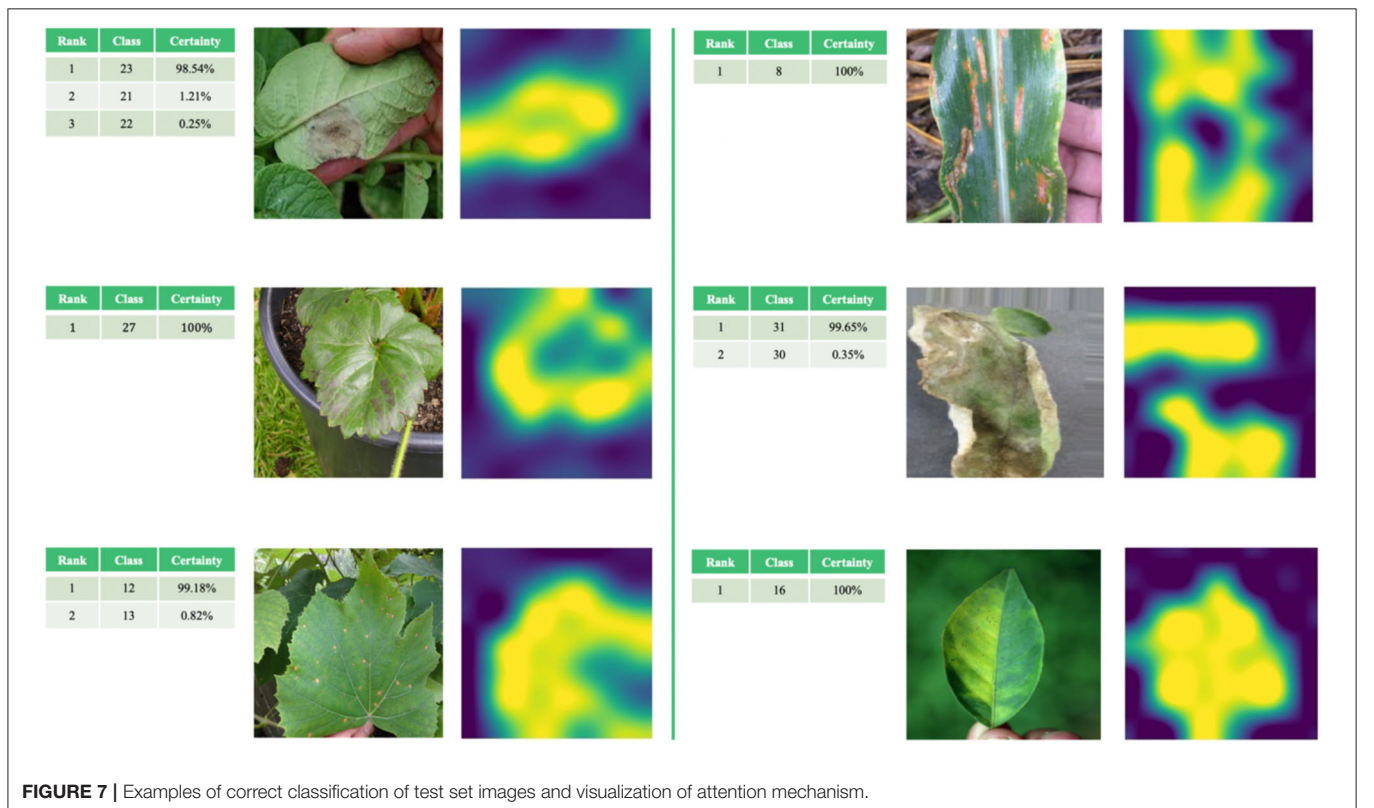 Rank Class Certainty
1 23 98.54%
2 21 1.21%
3 22 0.25%
Rank Class Certainty
1 8 100%
Rank Class Certainty
1 27 100%
Rank Class Certainty
1 31 99.65%
2 30 0.35%
Rank Class Certainty
1 12 99.18%
2 13 0.82%
Rank Class Certainty
1 16 100%
FIGURE 7 | Examples of correct classification of test set images and visualization of attention mechanism.